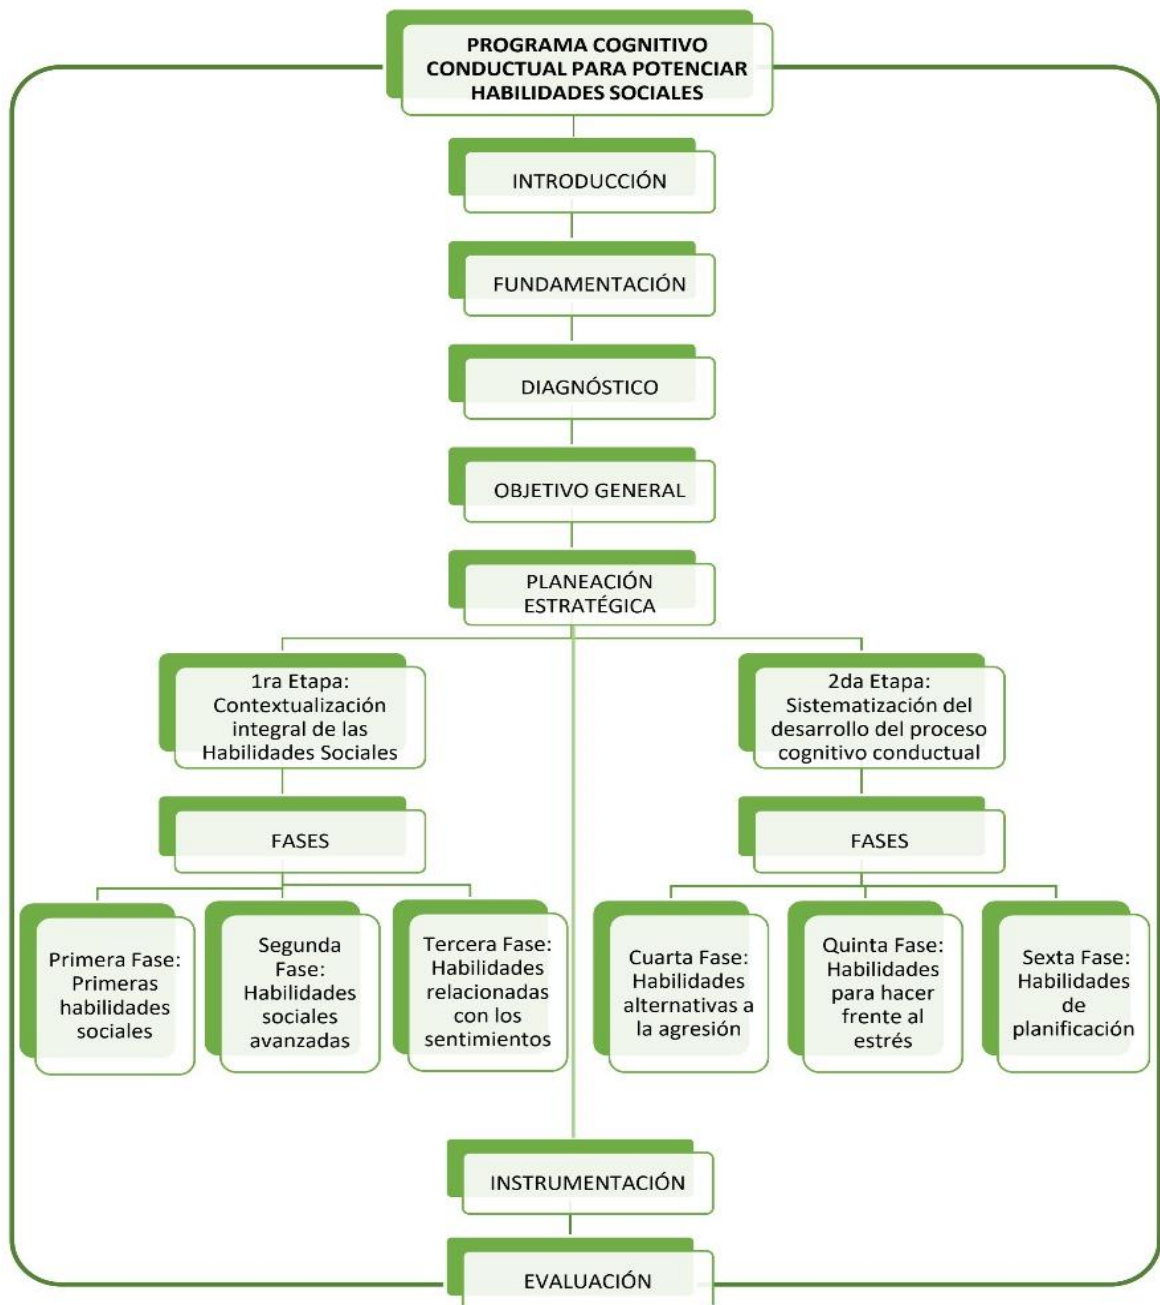 PROGRAMA COGNITIVO
CONDUCTUAL PARA POTENCIAR
HABILIDADES SOCIALES
INTRODUCCIÓN
FUNDAMENTACIÓN
DIAGNÓSTICO
OBJETIVO GENERAL
PLANEACIÓN
ESTRATÉGICA
1ra Etapa:
Contextualización
integral de las
Habilidades Sociales
2da Etapa:
Sistematización del
desarrollo del proceso
cognitivo conductual
FASES
FASES
Primera Fase:
Primeras
habilidades
sociales
Segunda
Fase:
Habilidades
sociales
avanzadas
Tercera Fase:
Habilidades
relacionadas
con los
sentimientos
Cuarta Fase:
Habilidades
alternativas a
la agresión
Quinta Fase:
Habilidades
para hacer
frente al
estrés
Sexta Fase:
Habilidades
de
planificación
INSTRUMENTACIÓN
EVALUACIÓN